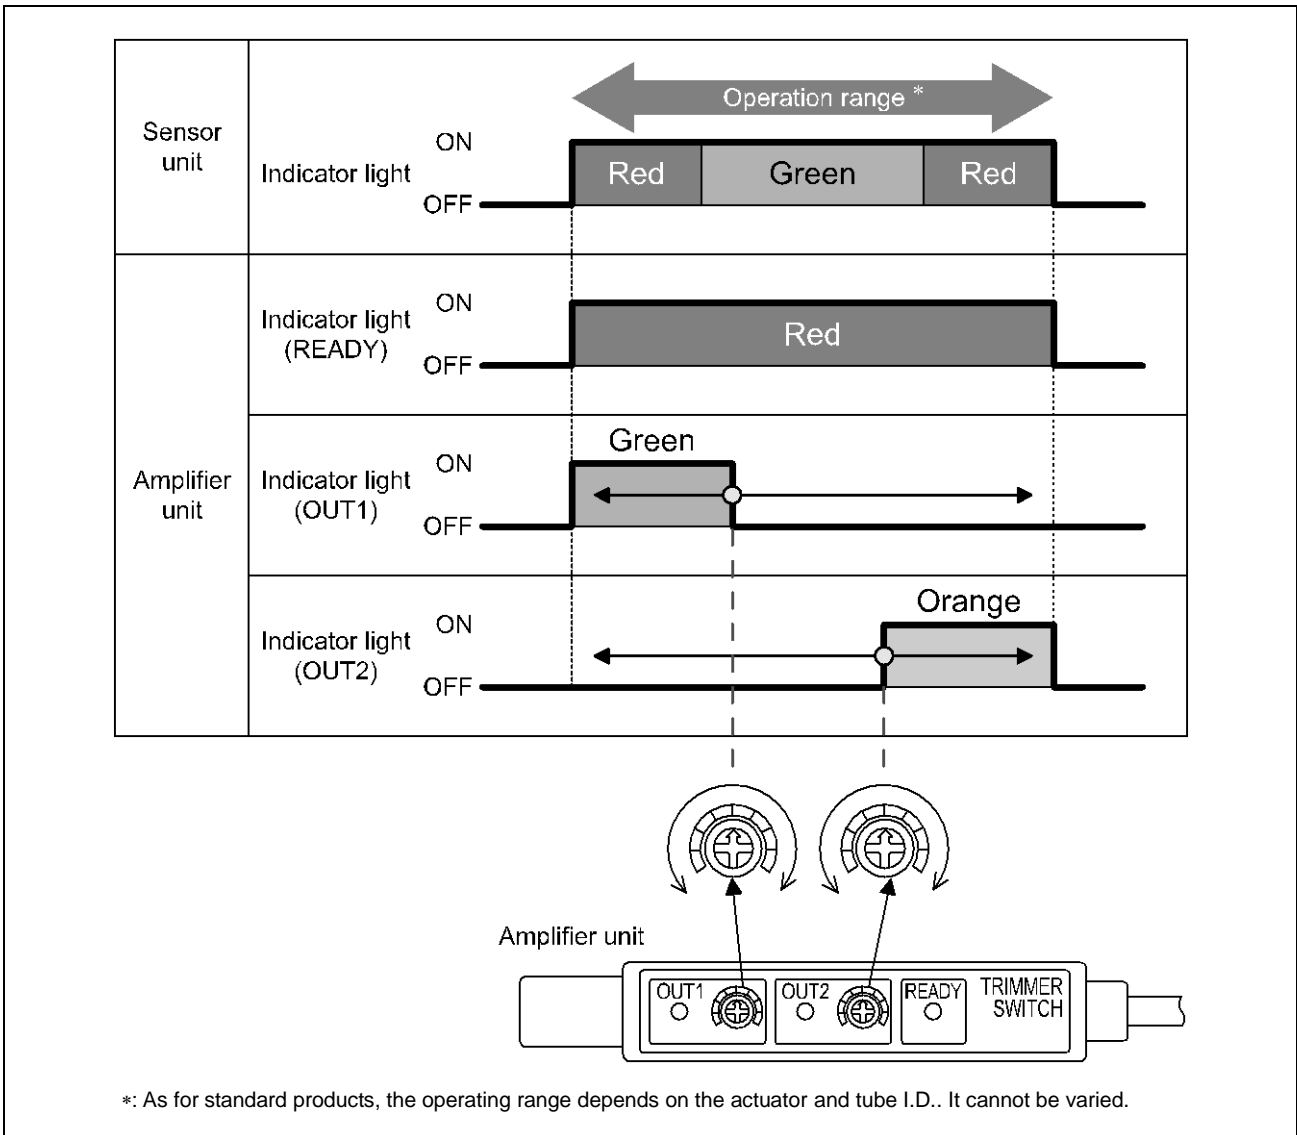 Operation range *
Sensor
unit
Indicator light
ON
OFF
Red
Green
Red
Amplifier
unit
Indicator light
(READY)
ON
OFF
Red
Green
Indicator light
(OUT1)
ON
OFF
Orange
Indicator light
(OUT2)
ON
OFF
Amplifier unit
OUT1
OUT2
READY
TRIMMER
SWITCH
*: As for standard products, the operating range depends on the actuator and tube I.D.. It cannot be varied.